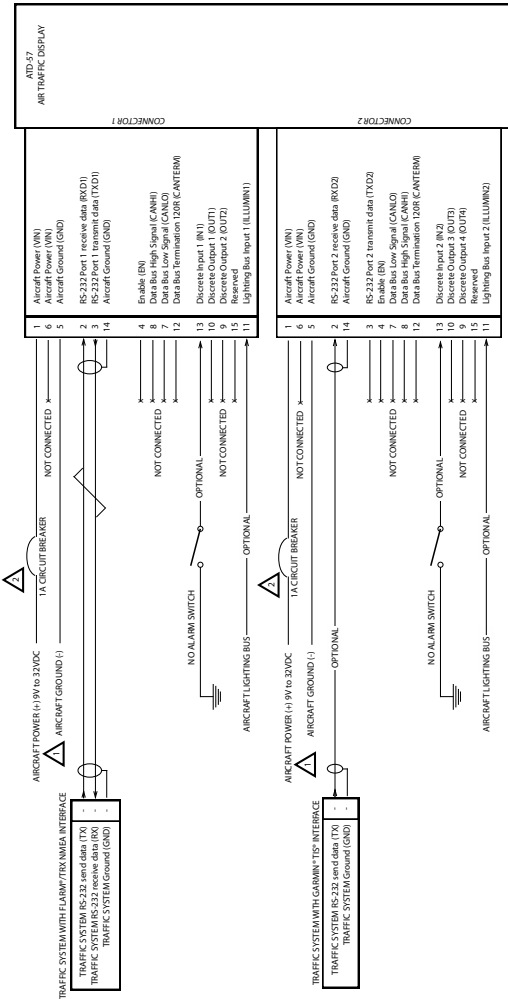 ATD-57
AIR TRAFFIC DISPLAY
CONNECTOR 1
1 Aircraft Power (VIN)
6 Aircraft Power (VIN)
5 Aircraft Ground (GND)
2 RS-232 Port 1 receive data (RXD1)
3 RS-232 Port 1 transmit data (TXD1)
14 Aircraft Ground (GND)
4 Enable (EN)
8 Data Bus High Signal (CANHI)
7 Data Bus Low Signal (CANLO)
12 Data Bus Termination 120R (CANTERM)
13 Discrete Input 1 (IN1)
10 Discrete Output 1 (OUT1)
9 Discrete Output 2 (OUT2)
15 Reserved
11 Lighting Bus Input 1 (ILLUMIN1)
AIRCRAFT POWER (+) 9V to 32VDC
2
1A CIRCUIT BREAKER
NOT CONNECTED
1
AIRCRAFT GROUND (-)
TRAFFIC SYSTEM WITH FLARM®/TRX NMEA INTERFACE
TRAFFIC SYSTEM RS-232 send data (TX) -
TRAFFIC SYSTEM RS-232 receive data (RX) -
TRAFFIC SYSTEM Ground (GND) -
NOT CONNECTED
NO ALARM SWITCH
OPTIONAL
NOT CONNECTED
AIRCRAFT LIGHTING BUS
OPTIONAL
CONNECTOR 2
1 Aircraft Power (VIN)
6 Aircraft Power (VIN)
5 Aircraft Ground (GND)
2 RS-232 Port 2 receive data (RXD2)
14 Aircraft Ground (GND)
3 RS-232 Port 2 transmit data (TXD2)
4 Enable (EN)
7 Data Bus Low Signal (CANLO)
8 Data Bus High Signal (CANHI)
12 Data Bus Termination 120R (CANTERM)
13 Discrete Input 2 (IN2)
10 Discrete Output 3 (OUT3)
9 Discrete Output 4 (OUT4)
15 Reserved
11 Lighting Bus Input 2 (ILLUMIN2)
AIRCRAFT POWER (+) 9V to 32VDC
2
1A CIRCUIT BREAKER
NOT CONNECTED
1
AIRCRAFT GROUND (-)
OPTIONAL
TRAFFIC SYSTEM WITH GARMIN® TIS® INTERFACE
TRAFFIC SYSTEM RS-232 send data (TX) -
TRAFFIC SYSTEM Ground (GND) -
NOT CONNECTED
NO ALARM SWITCH
OPTIONAL
NOT CONNECTED
AIRCRAFT LIGHTING BUS
OPTIONAL